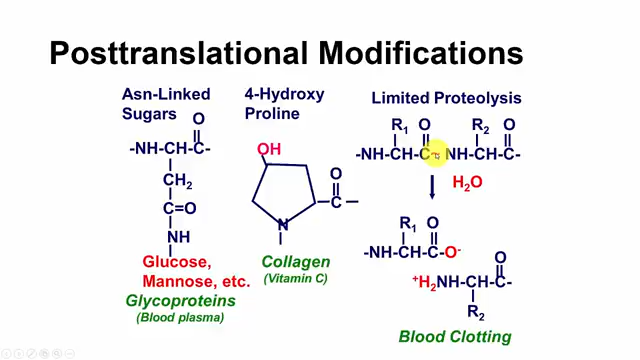 Posttranslational Modifications
Asn-Linked
Sugars
O
-NH-CH-C-
CH2
C=O
NH
Glucose,
Mannose, etc.
Glycoproteins
(Blood plasma)
4-Hydroxy
Proline
OH
O
C
N
Collagen
(Vitamin C)
Limited Proteolysis
R1 O R2 O
-NH-CH-C- NH-CH-C-
H2O
R1 O
-NH-CH-C-O-
O
+H2NH-CH-C-
R2
Blood Clotting